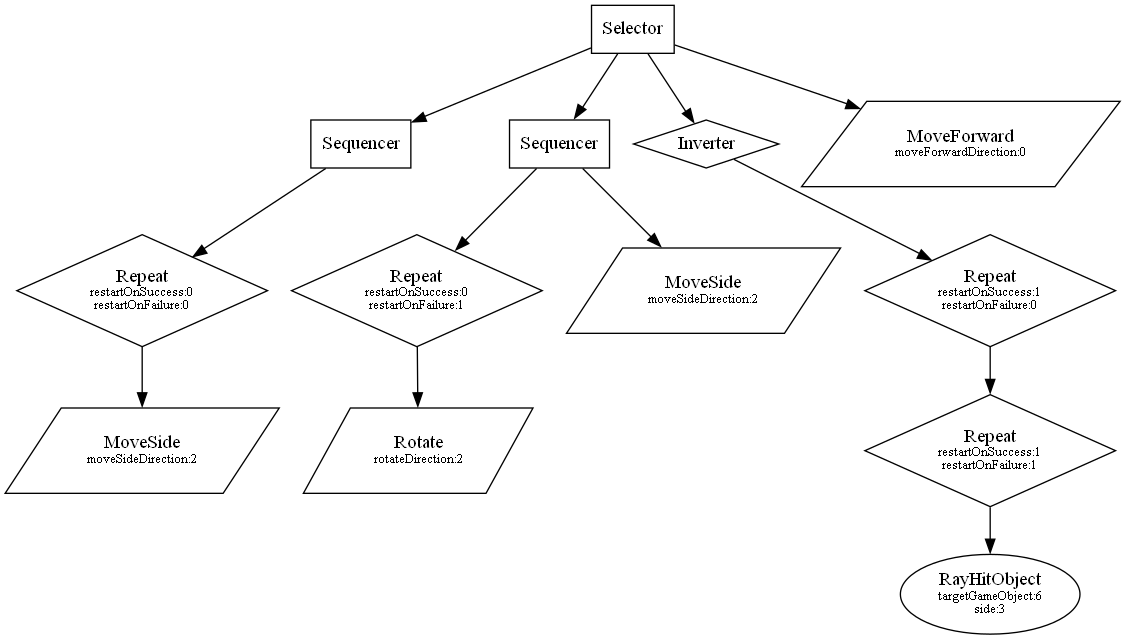 Selector
Sequencer
Sequencer
Inverter
MoveForward
moveForwardDirection:0
Repeat
restartOnSuccess:0
restartOnFailure:0
Repeat
restartOnSuccess:0
restartOnFailure:1
MoveSide
moveSideDirection:2
Repeat
restartOnSuccess:1
restartOnFailure:0
MoveSide
moveSideDirection:2
Rotate
rotateDirection:2
Repeat
restartOnSuccess:1
restartOnFailure:1
RayHitObject
targetGameObject:6
side:3